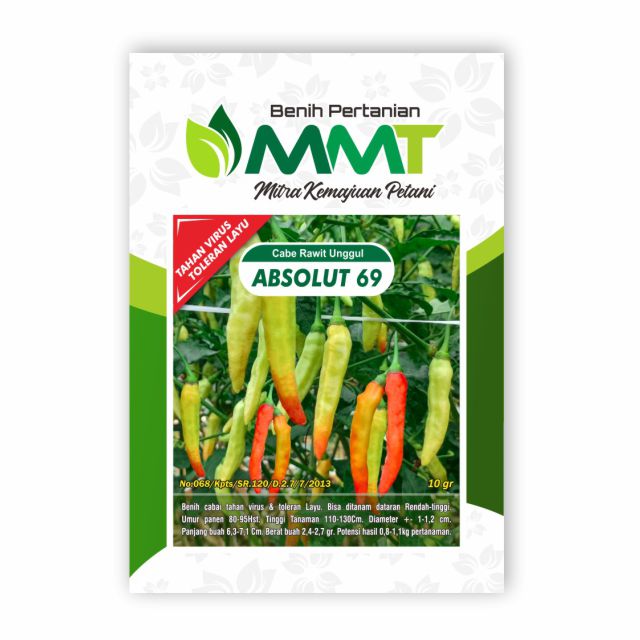 Benih Pertanian
MMT
Mitra Kemajuan Petani
TAHAN VIRUS
TOLERAN LAYU
Cabe Rawit Unggul
ABSOLUT 69
No:068/Kpts/SR.120/D.2.7/7/2013
10 gr
Benih cabai tahan virus & toleran Layu. Bisa ditanam dataran Rendah-tinggi.
Umur panen 80-95Hst. Tinggi Tanaman 110-130Cm. Diameter +- 1-1,2 cm.
Panjang buah 6,3-7,1 Cm. Berat buah 2,4-2,7 gr. Potensi hasil 0,8-1,1kg pertanaman.